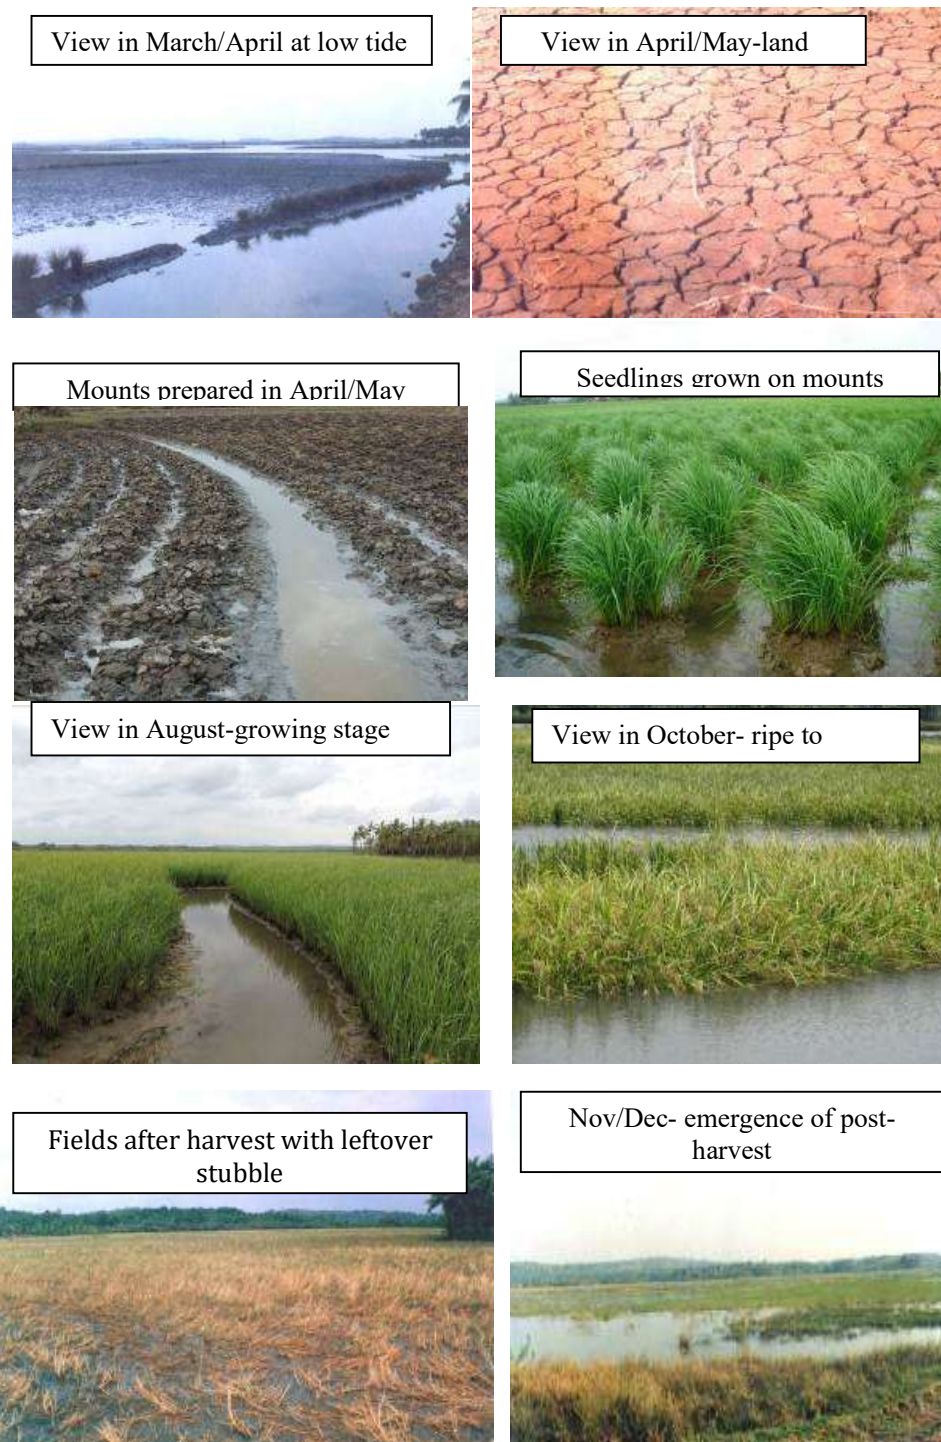 View in March/April at low tide
View in April/May-land
Mounts prepared in April/May
Seedlings grown on mounts
View in August-growing stage
View in October- ripe to
Fields after harvest with leftover
stubble
Nov/Dec- emergence of post-
harvest